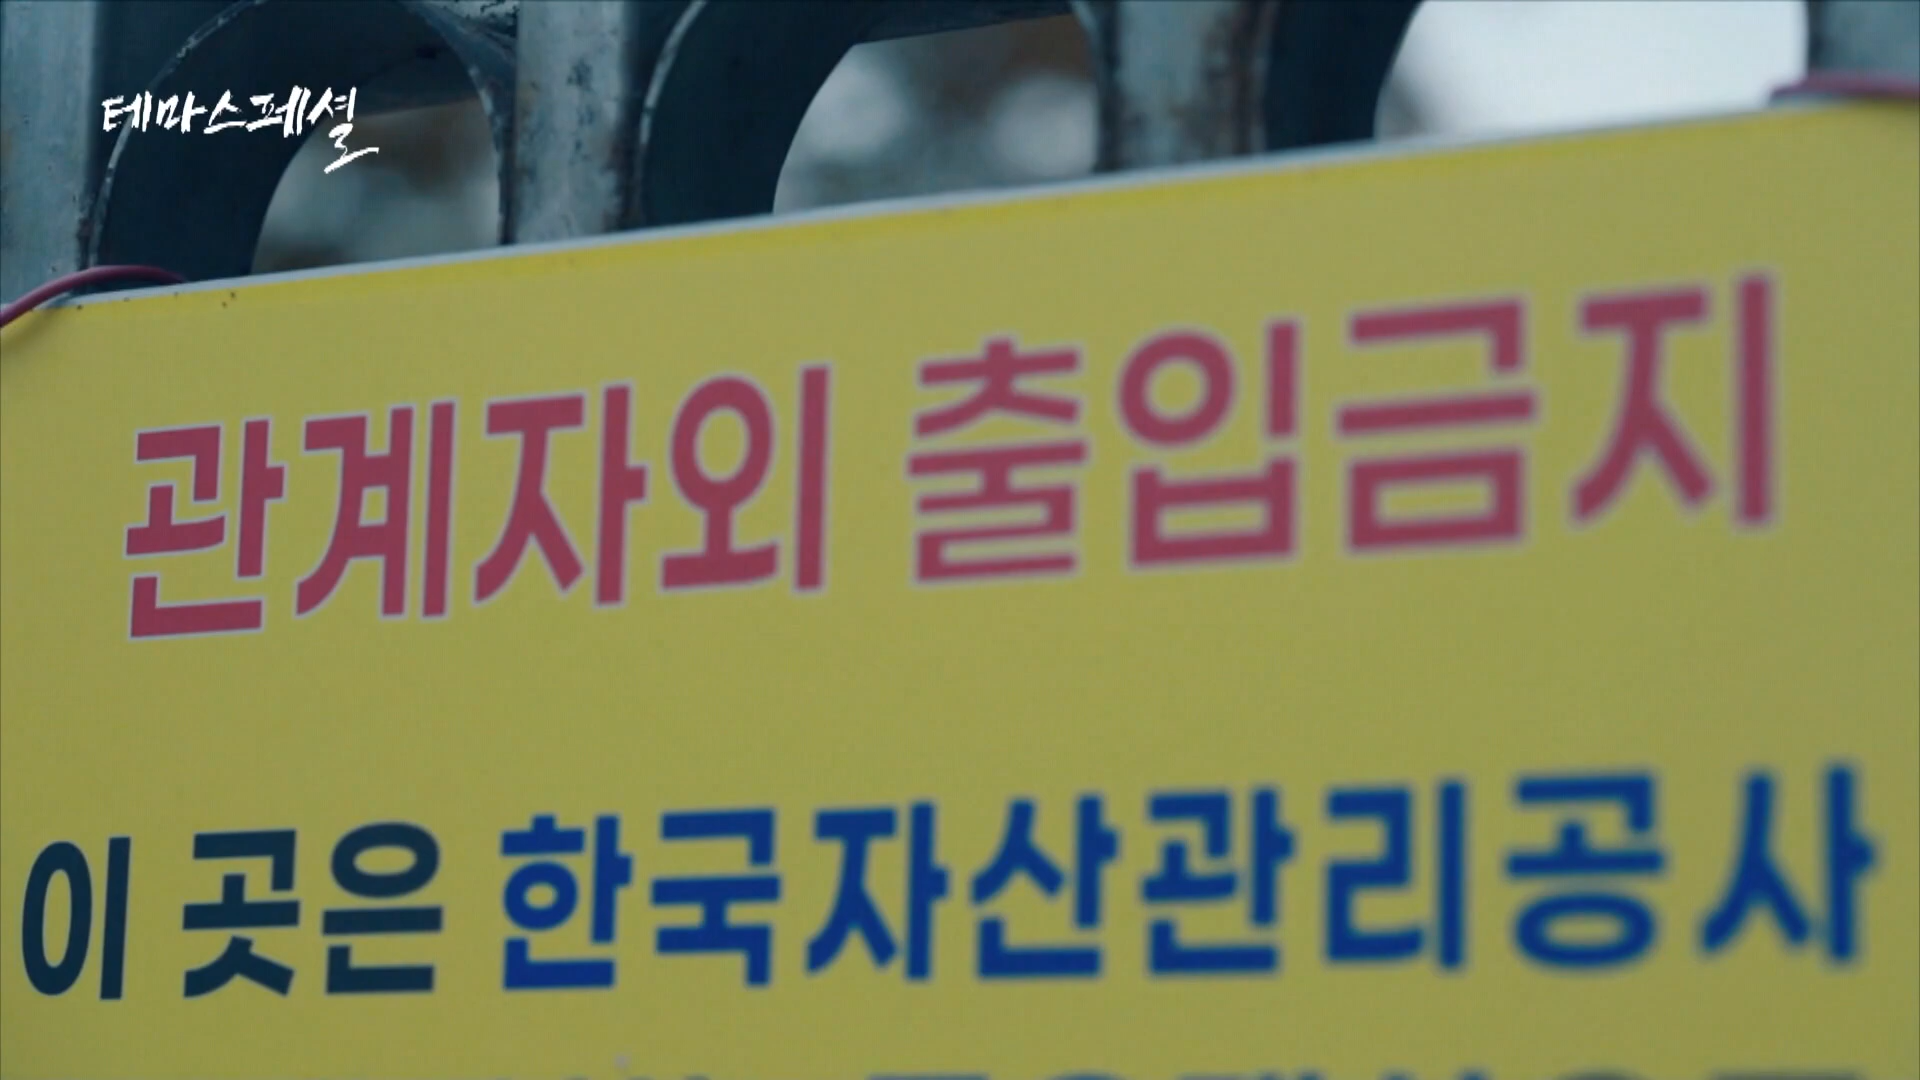 테마스페셜
관계자외 출입금지
이 곳은 한국자산관리공사